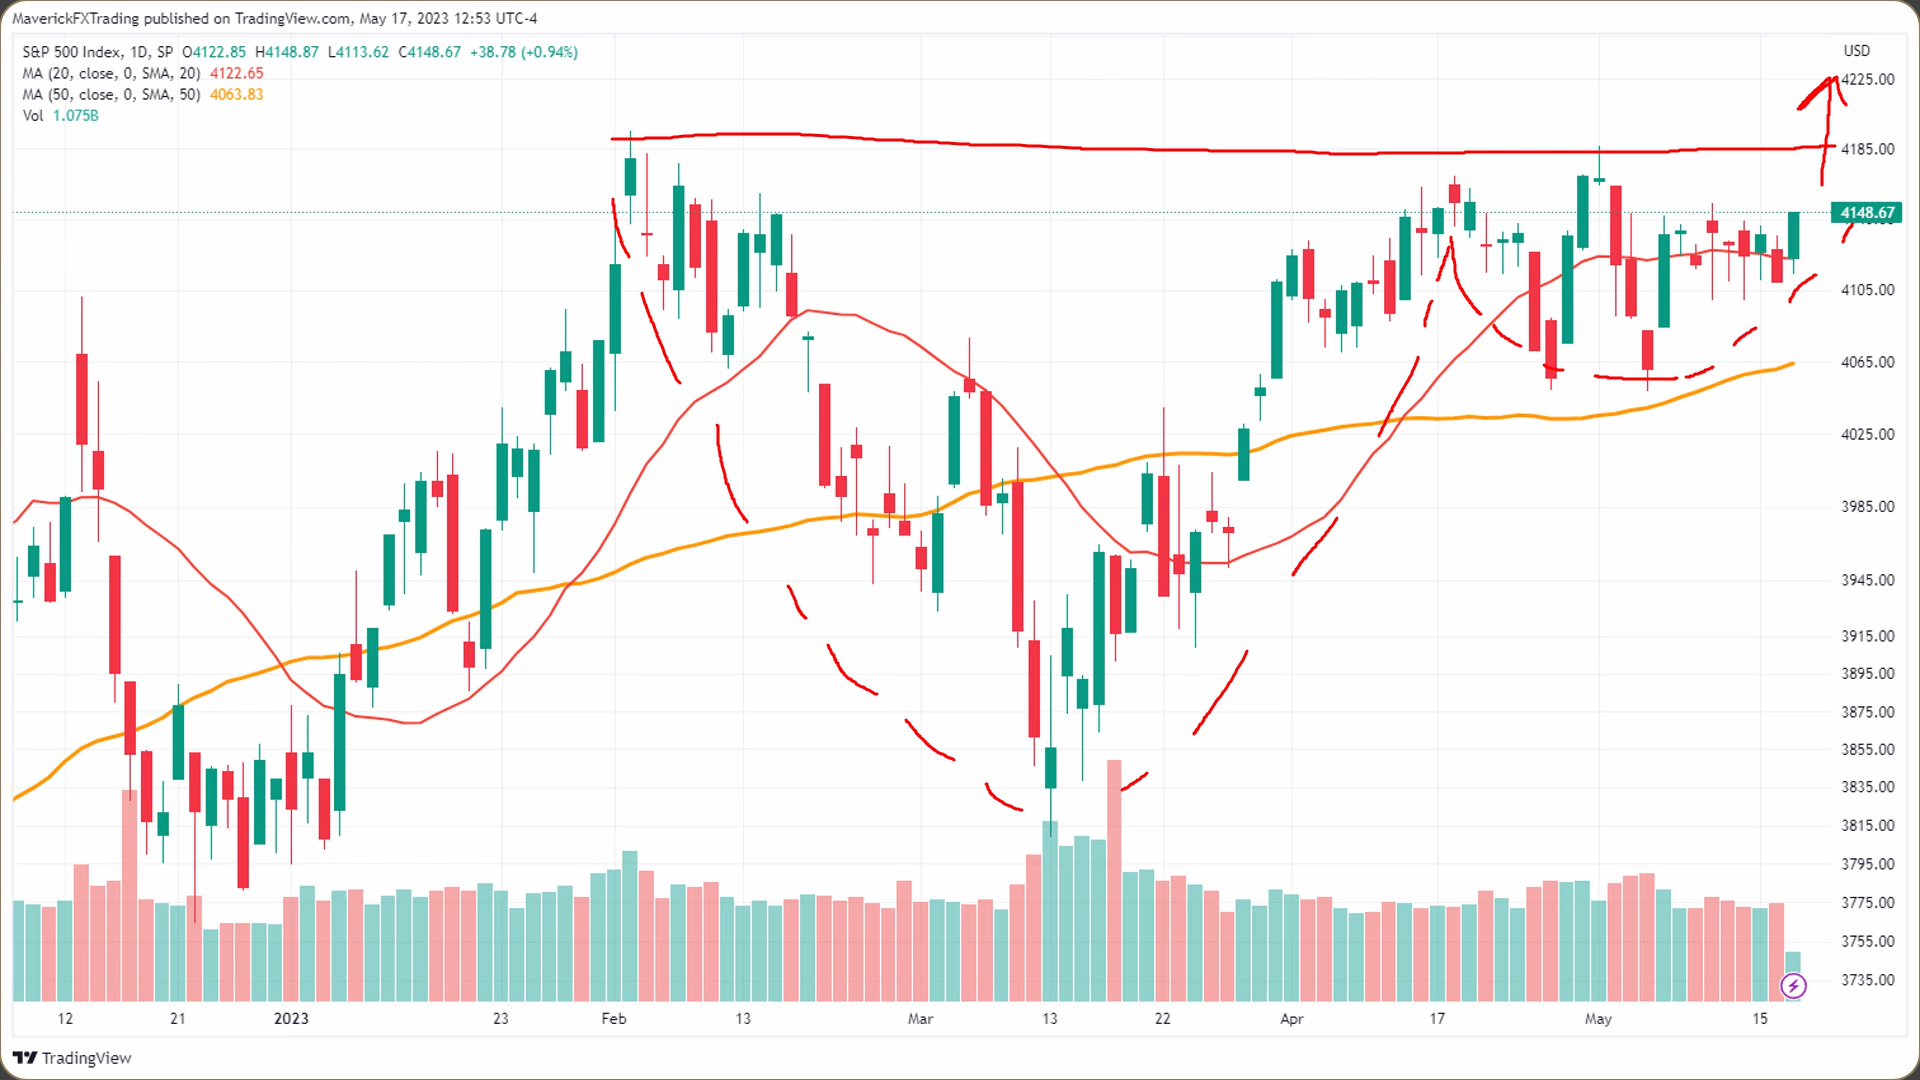 MaverickFXTrading published on TradingView.com, May 17, 2023 12:53 UTC-4
S&P 500 Index, 1D, SP O4122.85 H4148.87 L4113.62 C4148.67 +38.78 (+0.94%)
MA (20, close, 0, SMA, 20) 4122.65
MA (50, close, 0, SMA, 50) 4063.83
Vol 1.075B
USD
4225.00
4185.00
4148.67
4105.00
4065.00
4025.00
3985.00
3945.00
3915.00
3895.00
3875.00
3855.00
3835.00
3815.00
3795.00
3775.00
3755.00
3735.00
12 21 2023 23 Feb 13 Mar 13 22 Apr 17 May 15
TradingView